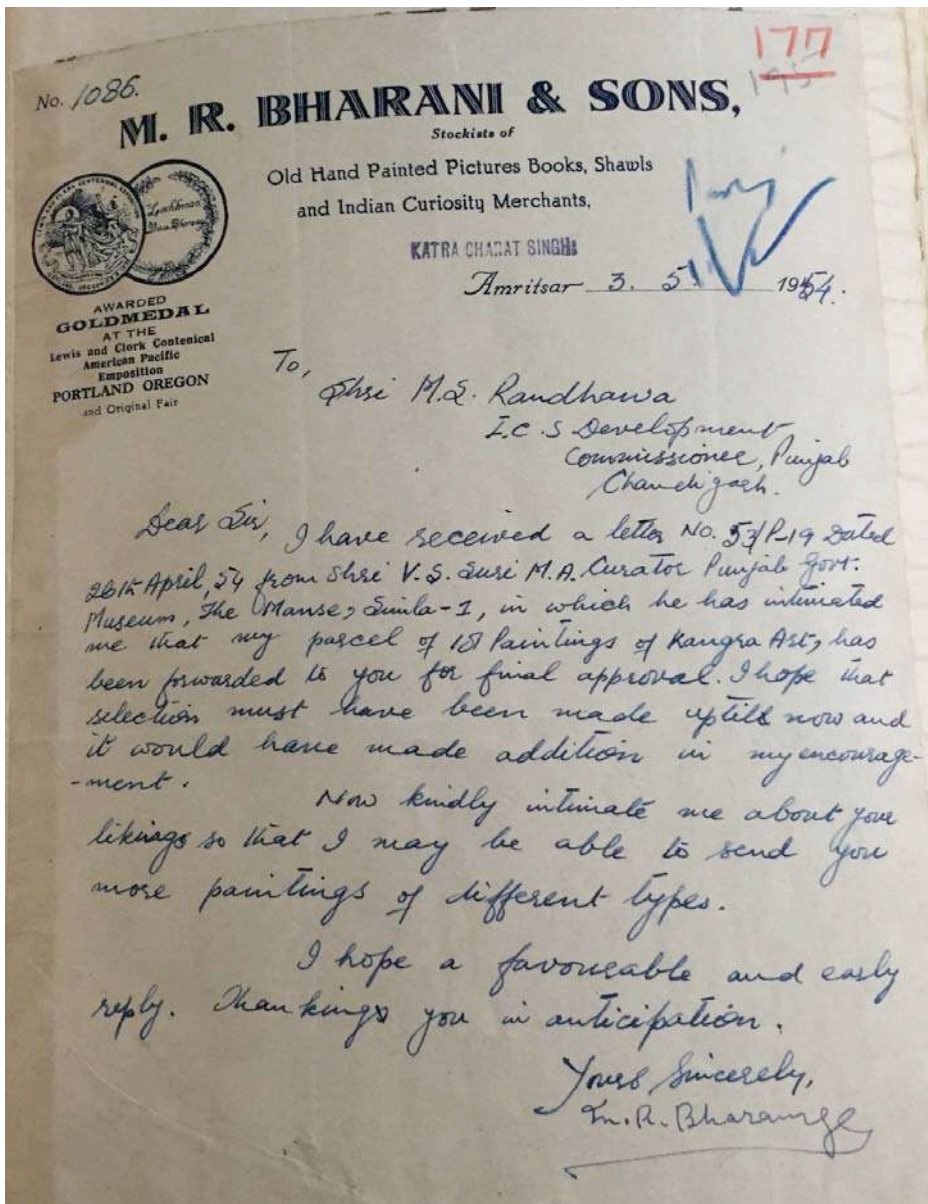 177
195
No. 1086.
M. R. BHARANI & SONS,
Stockists of
Old Hand Painted Pictures Books, Shawls
and Indian Curiosity Merchants,
KATRA CHARAT SINGH
Amritsar 3. 5. 1954.
AWARDED
GOLDMEDAL
AT THE
Lewis and Clork Contenical
American Pacific
Emposition
PORTLAND OREGON
and Original Fair
To,
Shri M.S. Randhawa
I.C.S Development
Commissioner, Punjab
Chandigarh.
Dear Sir,
I have received a letter No. 53/P-19 Dated
26th April, 54 from Shri V.S. Suri M.A. Curator Punjab Govt.
Museum, The Manse, Simla-1, in which he has intimated
me that my parcel of Paintings of Kangra Art, has
been forwarded to you for final approval. I hope that
selection must have been made uptill now and
it would have made addition in my encourage-
-ment.
Now kindly intimate me about your
likings so that I may be able to send you
more paintings of different types.
I hope a favourable and early
reply. Thankings you in anticipation.
Yours Sincerely,
M.R. Bharany